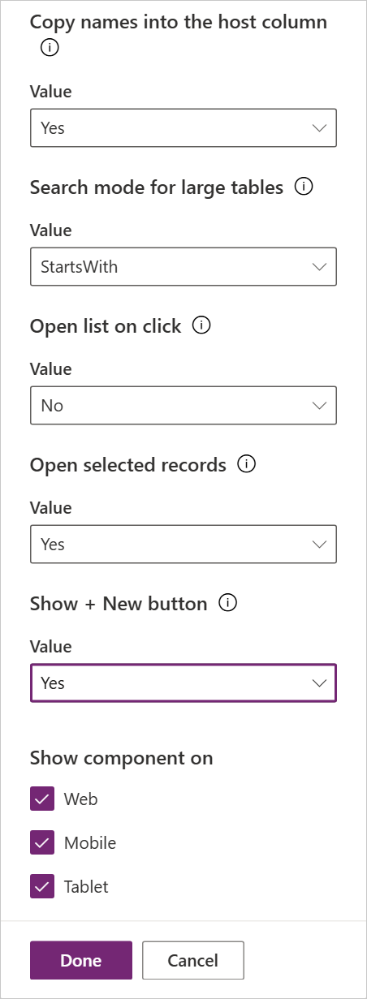 Copy names into the host column
Value
Yes
Search mode for large tables
Value
StartsWith
Open list on click
Value
No
Open selected records
Value
Yes
Show + New button
Value
Yes
Show component on
Web
Mobile
Tablet
Done Cancel